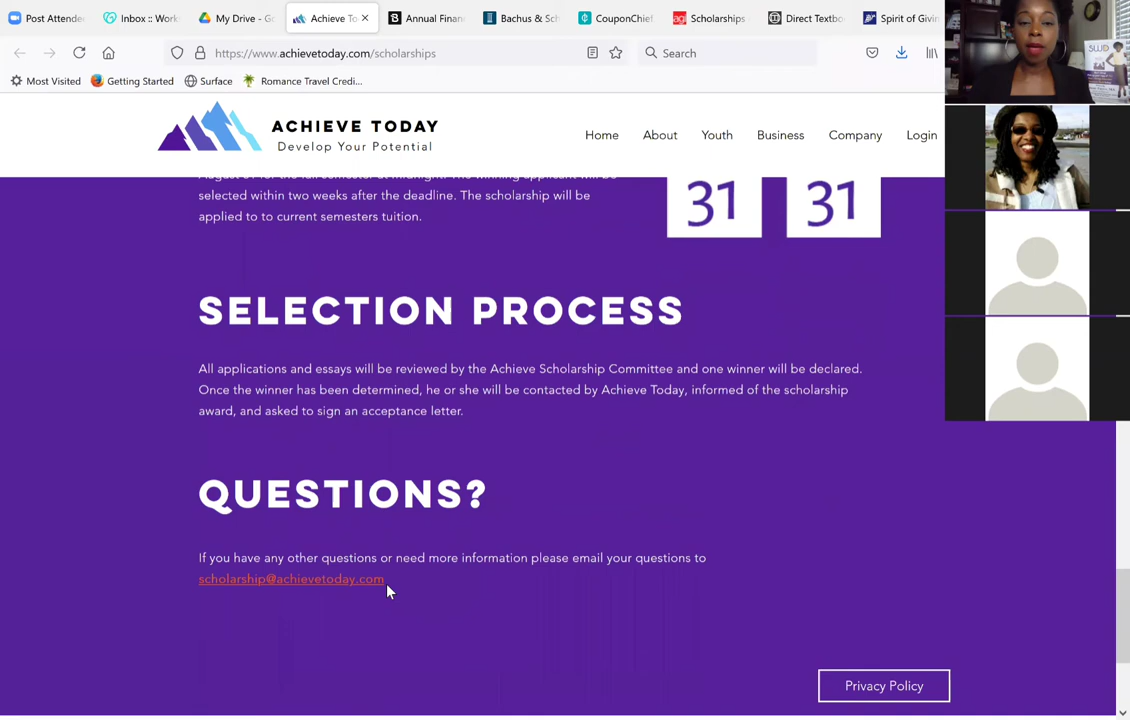 Post Attende
Inbox :: Work
My Drive - Go
Achieve To
Annual Finan
Bachus & Sch
CouponChief
Scholarships
Direct Textbo
Spirit of Givin
https://www.achievetoday.com/scholarships
Search
Most Visited
Getting Started
Surface
Romance Travel Credi...
ACHIEVE TODAY
Develop Your Potential
Home
About
Youth
Business
Company
Login
selected within two weeks after the deadline. The scholarship will be
applied to to current semesters tuition.
31
31
SELECTION PROCESS
All applications and essays will be reviewed by the Achieve Scholarship Committee and one winner will be declared.
Once the winner has been determined, he or she will be contacted by Achieve Today, informed of the scholarship
award, and asked to sign an acceptance letter.
QUESTIONS?
If you have any other questions or need more information please email your questions to
scholarship@achievetoday.com
Privacy Policy